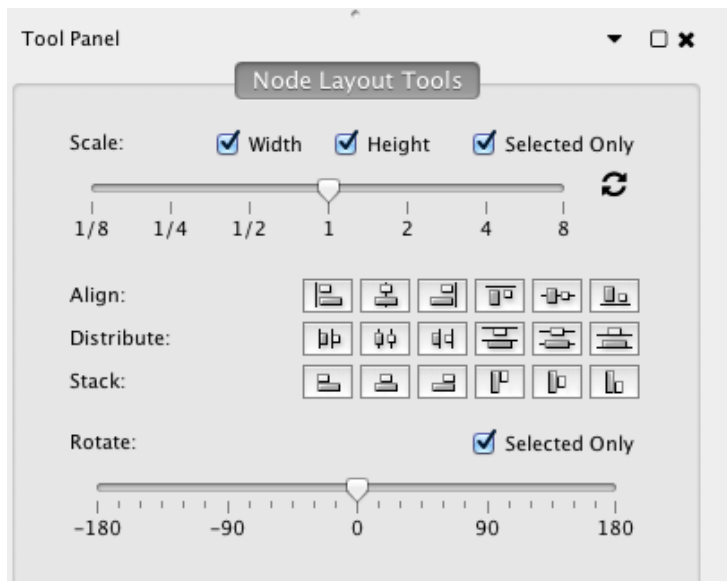 Tool Panel
Node Layout Tools
Scale: Width Height Selected Only
1/8 1/4 1/2 1 2 4 8
Align:
Distribute:
Stack:
Rotate: Selected Only
-180 -90 0 90 180